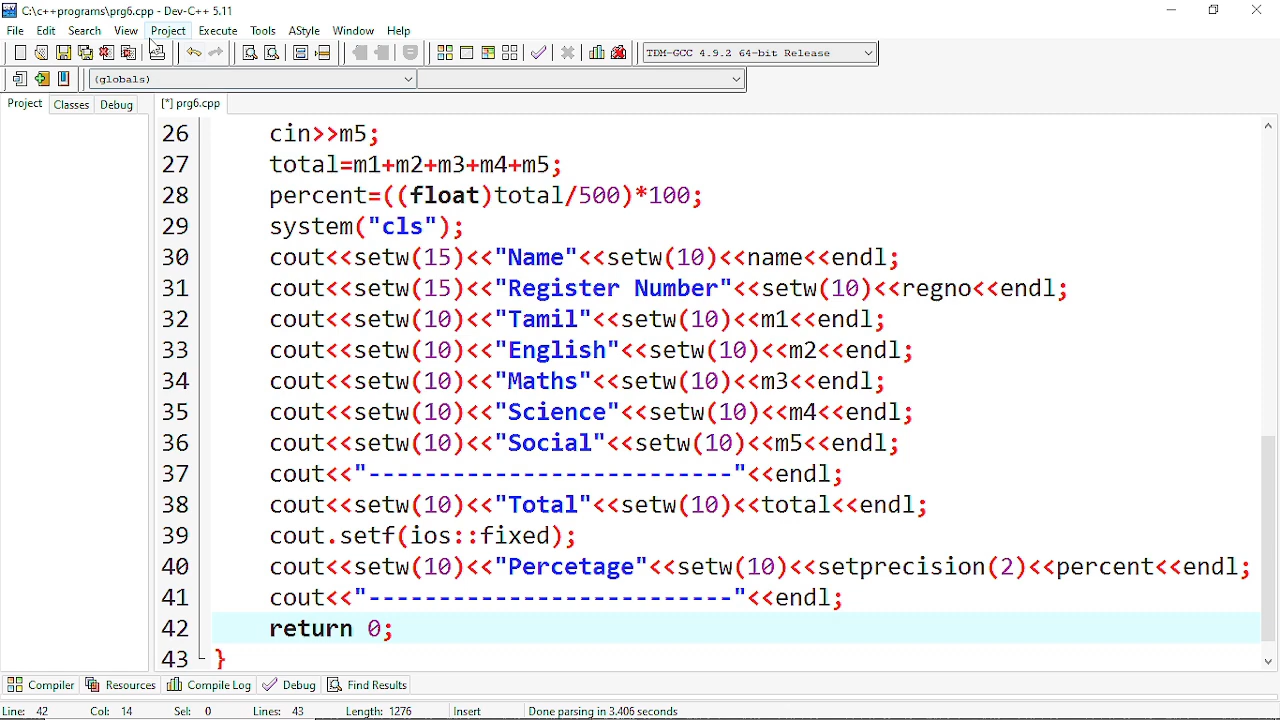 C:\c++programs\prg6.cpp - Dev-C++ 5.11
File Edit Search View Project Execute Tools AStyle Window Help
TDM-GCC 4.9.2 64-bit Release
(globals)
Project Classes Debug [*] prg6.cpp
26 cin>>m5;
27 total=m1+m2+m3+m4+m5;
28 percent=((float)total/500)*100;
29 system("cls");
30 cout<<setw(15)<<"Name"<<setw(10)<<name<<endl;
31 cout<<setw(15)<<"Register Number"<<setw(10)<<regno<<endl;
32 cout<<setw(10)<<"Tamil"<<setw(10)<<m1<<endl;
33 cout<<setw(10)<<"English"<<setw(10)<<m2<<endl;
34 cout<<setw(10)<<"Maths"<<setw(10)<<m3<<endl;
35 cout<<setw(10)<<"Science"<<setw(10)<<m4<<endl;
36 cout<<setw(10)<<"Social"<<setw(10)<<m5<<endl;
37 cout<<"--------------------------"<<endl;
38 cout<<setw(10)<<"Total"<<setw(10)<<total<<endl;
39 cout.setf(ios::fixed);
40 cout<<setw(10)<<"Percetage"<<setw(10)<<setprecision(2)<<percent<<endl;
41 cout<<"--------------------------"<<endl;
42 return 0;
43 }
Compiler Resources Compile Log Debug Find Results
Line: 42 Col: 14 Sel: 0 Lines: 43 Length: 1276 Insert Done parsing in 3.406 seconds